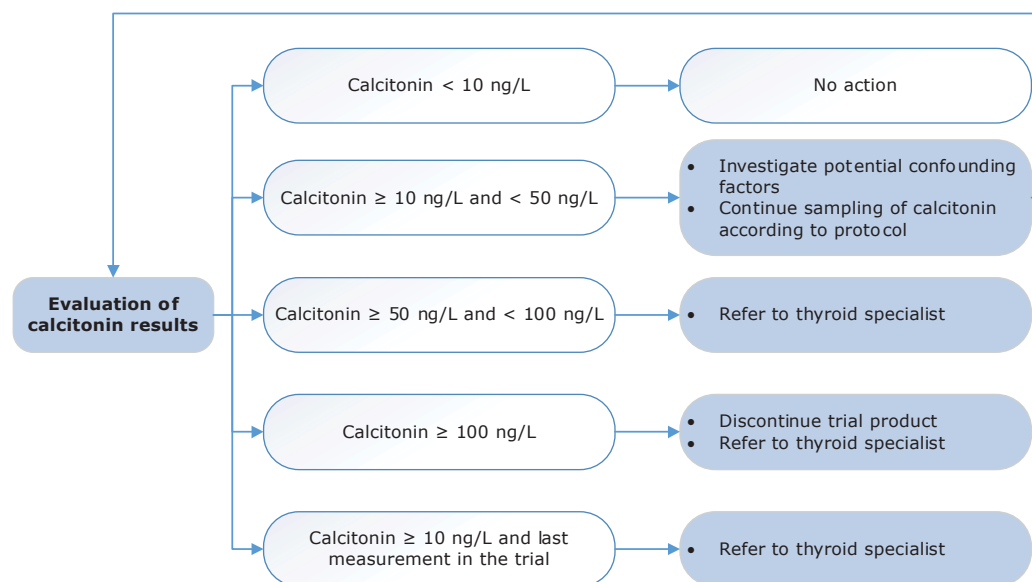 Calcitonin < 10 ng/L
No action
Calcitonin ≥ 10 ng/L and < 50 ng/L
• Investigate potential confounding
factors
• Continue sampling of calcitonin
according to protocol
Evaluation of
calcitonin results
Calcitonin ≥ 50 ng/L and < 100 ng/L
• Refer to thyroid specialist
Calcitonin ≥ 100 ng/L
• Discontinue trial product
• Refer to thyroid specialist
Calcitonin ≥ 10 ng/L and last
measurement in the trial
• Refer to thyroid specialist